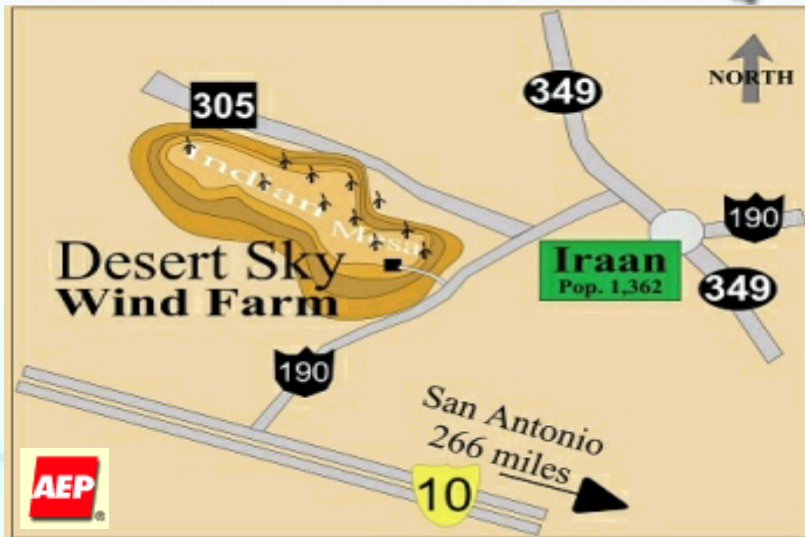 305
349
NORTH
Indian Mesa
190
Desert Sky
Wind Farm
Iraan
Pop. 1,362
349
190
San Antonio
266 miles
10
AEP
®